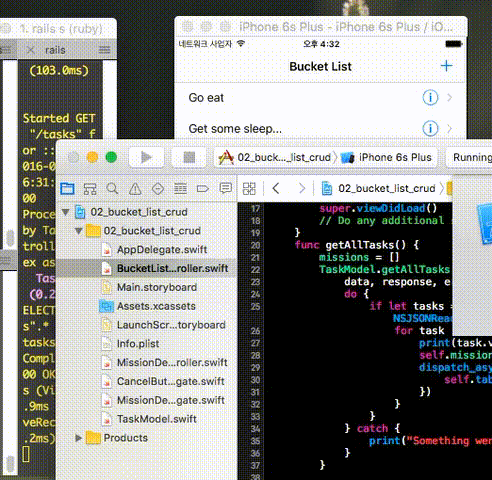 1. rails s (ruby)
rails
(103.0ms)
Started GET
"/tasks" f
or ::
016-0
6:31:
00
Proce
by Ta
troll
ex as
Tas
(0.2
ELECT
s".*
tasks
Compl
00 OK
s (Vi
.9ms
veRec
.2ms)
iPhone 6s Plus - iPhone 6s Plus / iO...
네트워크 사업자
오후 4:32
Bucket List
+
Go eat
Get some sleep...
02_buck..._list_crud
iPhone 6s Plus
Running
02_bucket_list_crud
02_bucket_list_crud
02_bucket_list_crud
AppDelegate.swift
BucketList...roller.swift
Main.storyboard
Assets.xcassets
LaunchScr...toryboard
Info.plist
MissionDe...roller.swift
CancelBut...gate.swift
MissionDe...gate.swift
TaskModel.swift
Products
17 super.viewDidLoad()
18 // Do any additional
19 }
20 func getAllTasks() {
21 missions = []
22 TaskModel.getAllTasks
23 data, response, e
24 do {
25 if let tasks =
NSJSONRea
26 for task
27 print(task.v
28 self.mission
29 dispatch_asy
30 self.tab
31 })
32 }
33 }
34 } catch {
35 print("Something wer
36 }
37 }
38